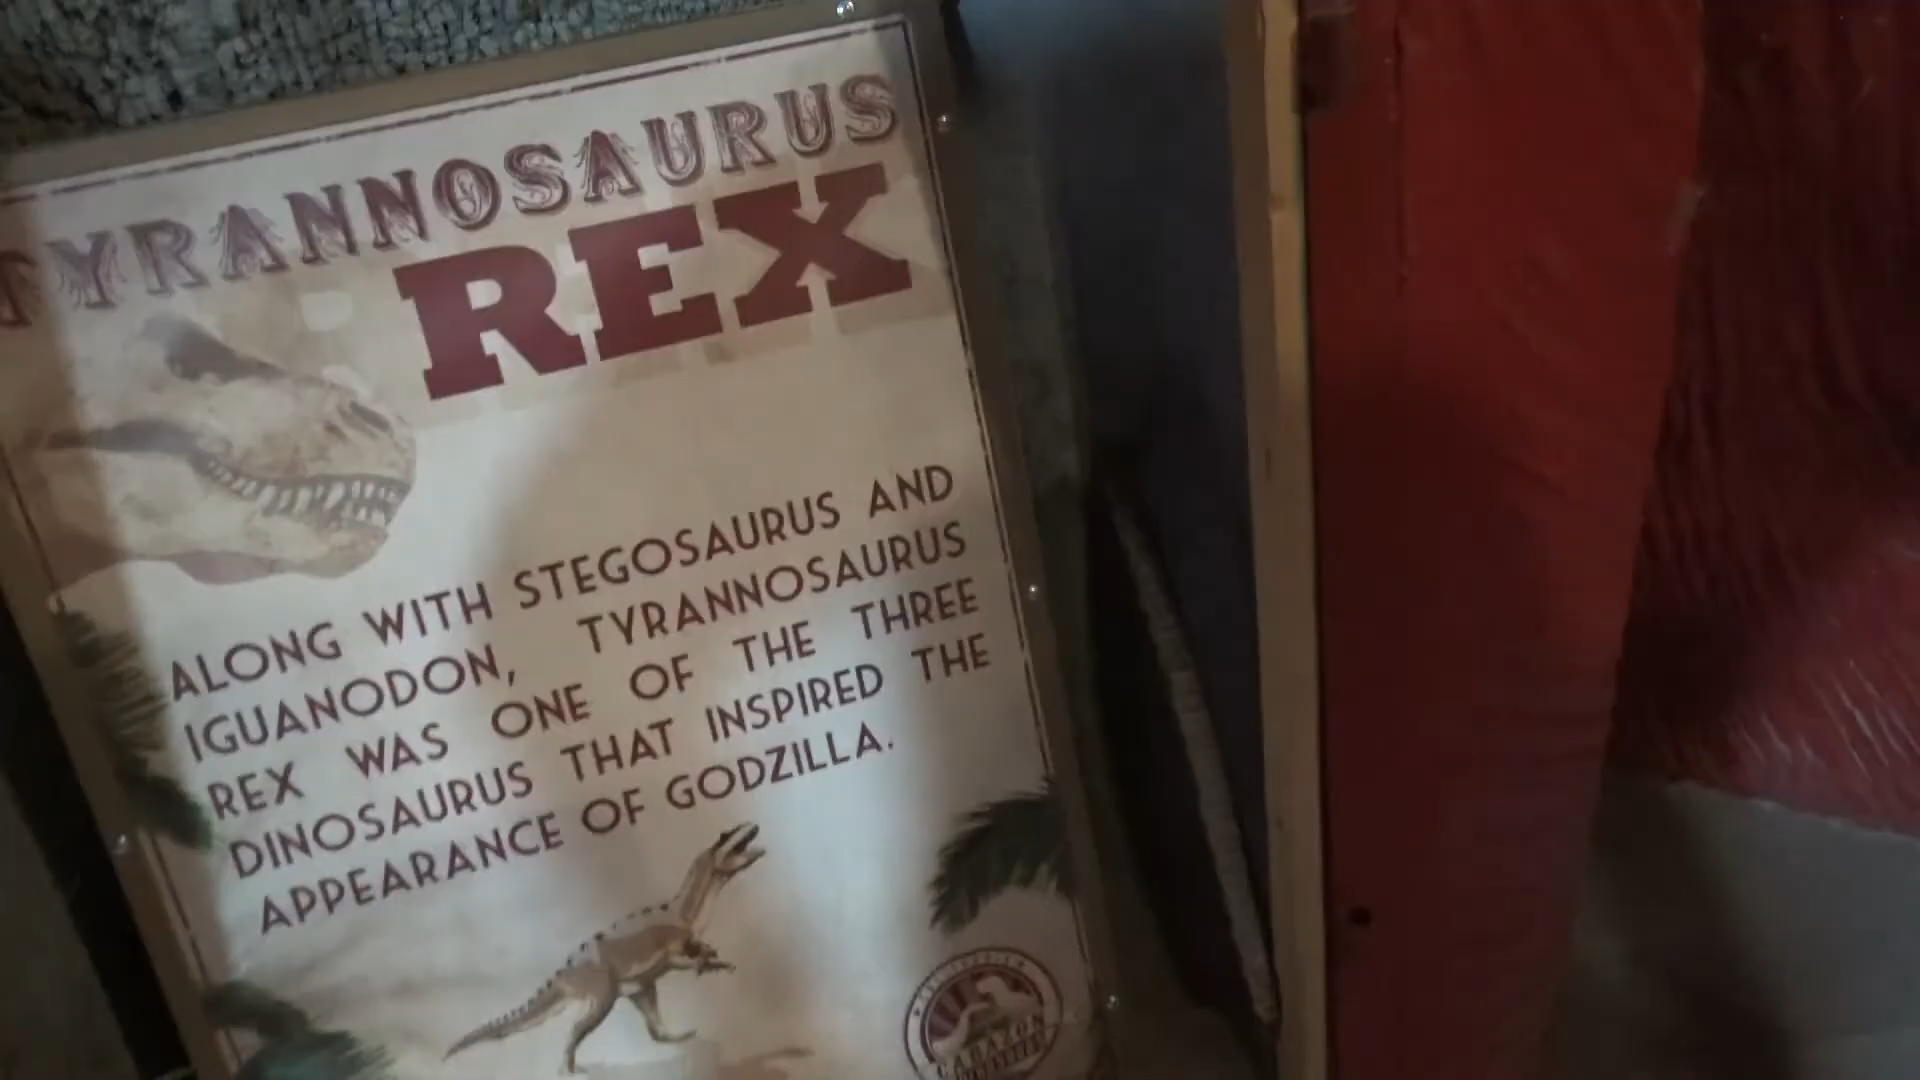 TYRANNOSAURUS
REX
ALONG WITH STEGOSAURUS AND
IGUANODON, TYRANNOSAURUS
REX WAS ONE OF THE THREE
DINOSAURUS THAT INSPIRED THE
APPEARANCE OF GODZILLA.
CABAZON